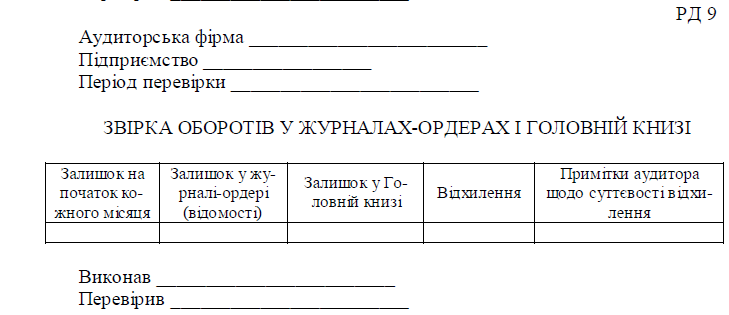 РД 9
Аудиторська фірма ________________________
Підприємство _________________
Період перевірки _________________________
ЗВІРКА ОБОРОТІВ У ЖУРНАЛАХ-ОРДЕРАХ І ГОЛОВНІЙ КНИЗІ
Залишок на
початок ко-
жного місяця
Залишок у жу-
рналі-ордері
(відомості)
Залишок у Го-
ловній книзі
Відхилення
Примітки аудитора
щодо суттєвості відхи-
лення
Виконав ________________________
Перевірив ________________________